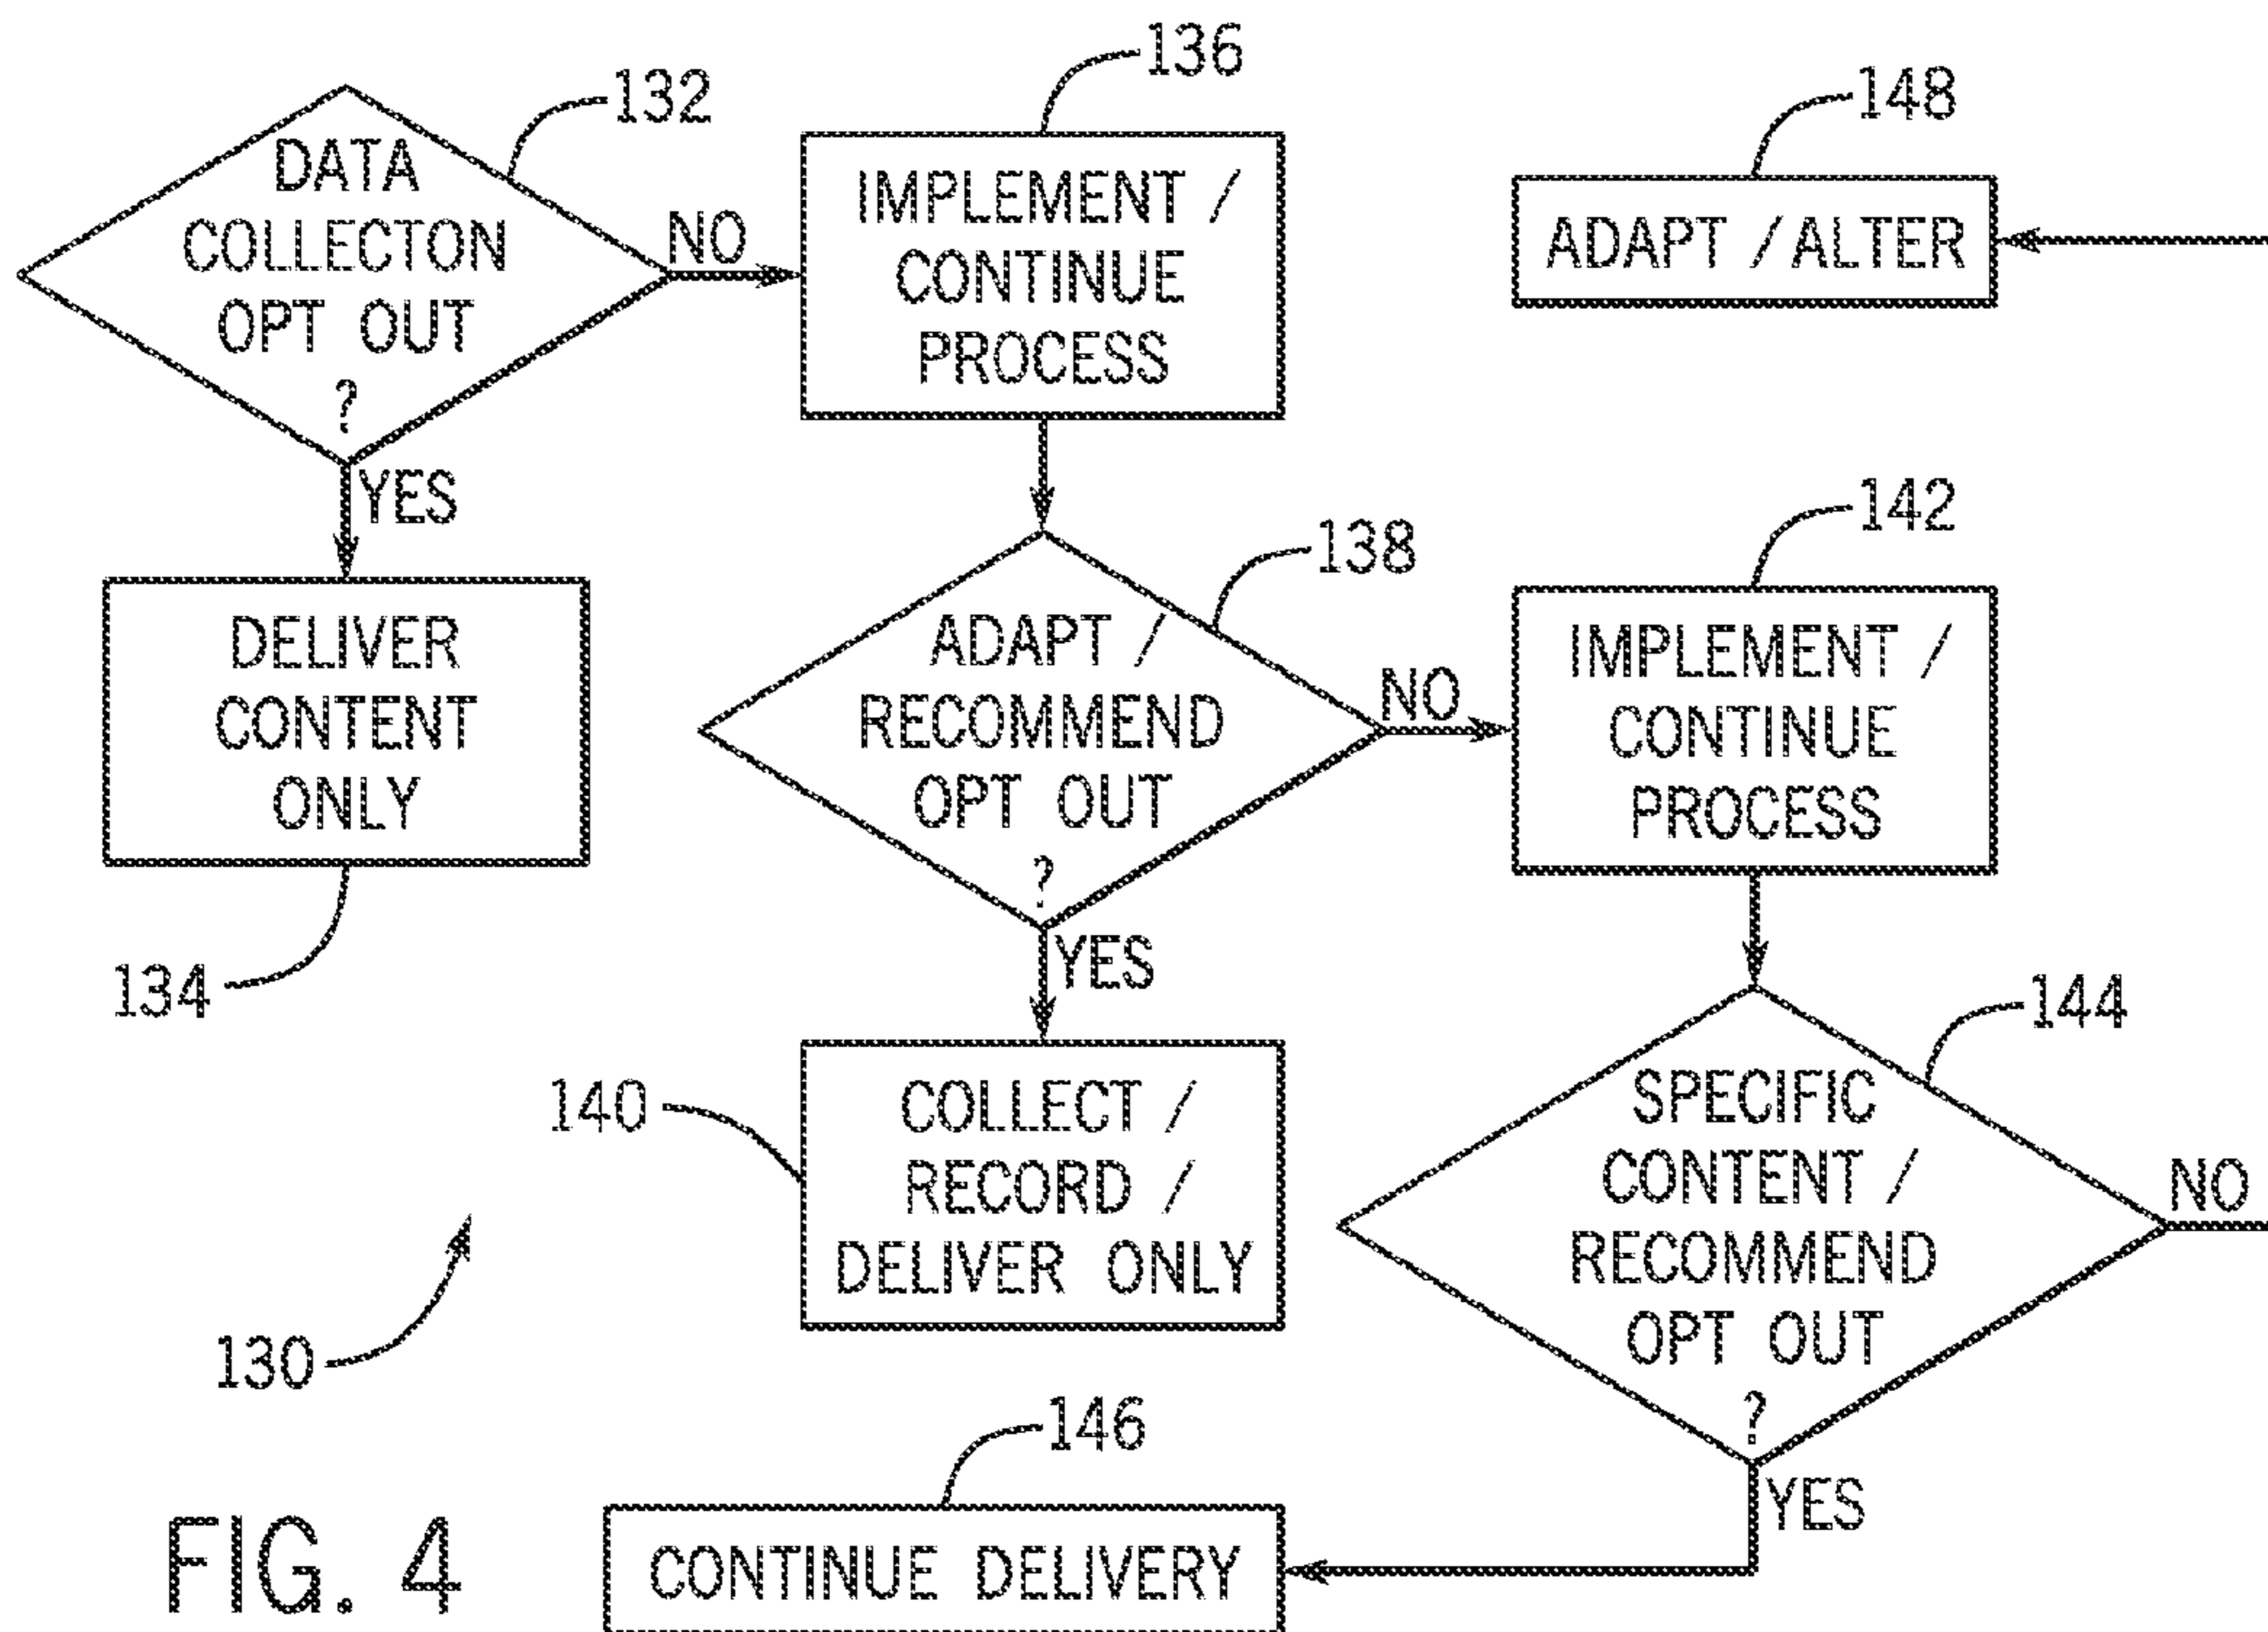 132
DATA
COLLECTON
OPT OUT
?
NO
YES
136
IMPLEMENT /
CONTINUE
PROCESS
148
ADAPT / ALTER
DELIVER
CONTENT
ONLY
134
138
ADAPT /
RECOMMEND
OPT OUT
?
NO
YES
142
IMPLEMENT /
CONTINUE
PROCESS
140
COLLECT /
RECORD /
DELIVER ONLY
144
SPECIFIC
CONTENT /
RECOMMEND
OPT OUT
?
NO
YES
130
146
CONTINUE DELIVERY
FIG. 4